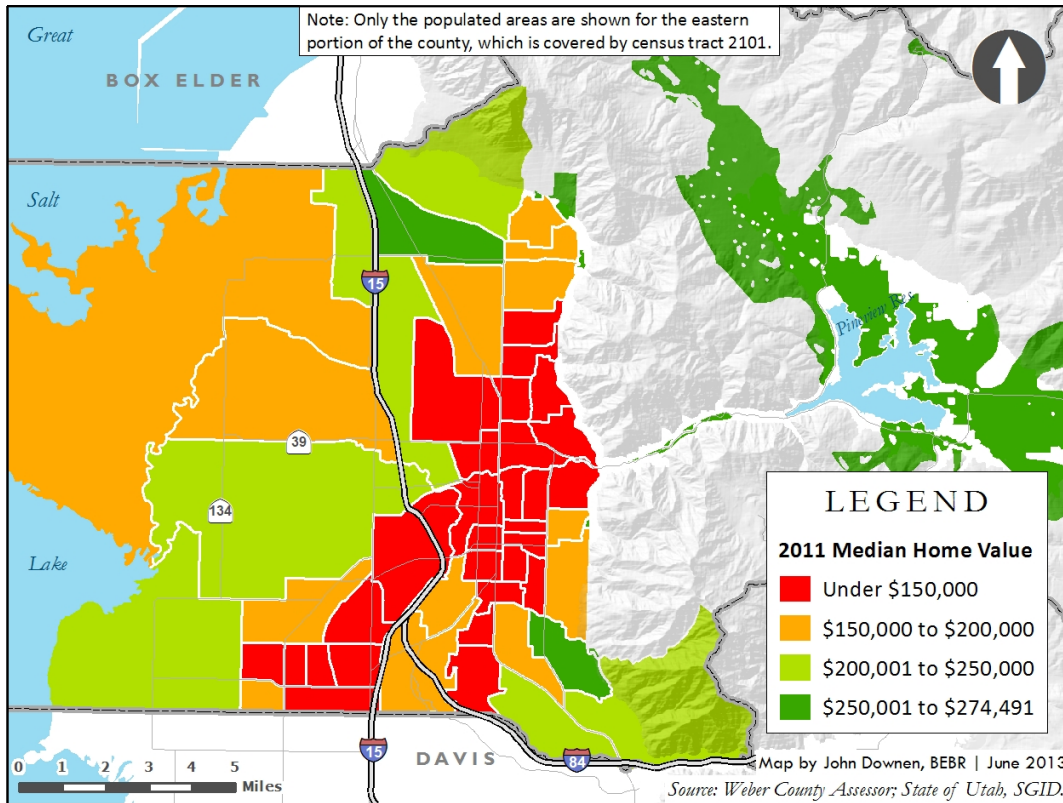 Note: Only the populated areas are shown for the eastern
portion of the county, which is covered by census tract 2101.
Great
BOX ELDER
Salt
15
Pineview Res
39
134
Lake
LEGEND
2011 Median Home Value
Under $150,000
$150,000 to $200,000
$200,001 to $250,000
$250,001 to $274,491
15
DAVIS
84
0 1 2 3 4 5
Miles
Map by John Downen, BEBR | June 2013
Source: Weber County Assessor; State of Utah, SGID